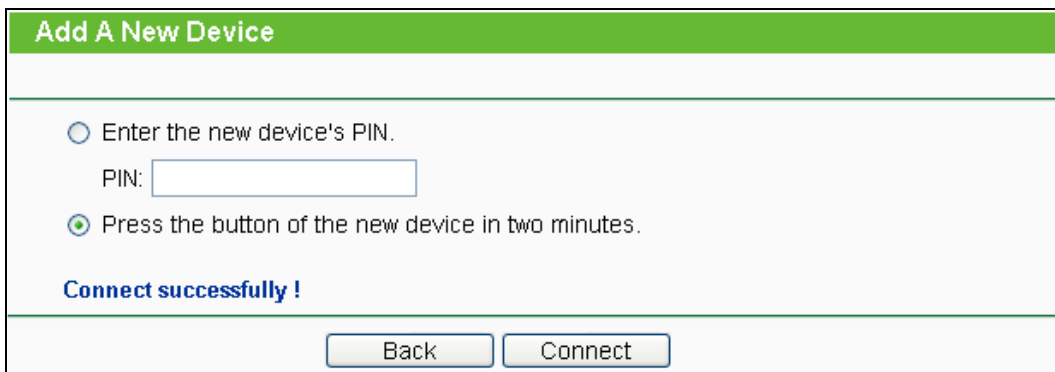 Add A New Device
Enter the new device's PIN.
PIN:
Press the button of the new device in two minutes.
Connect successfully !
Back Connect